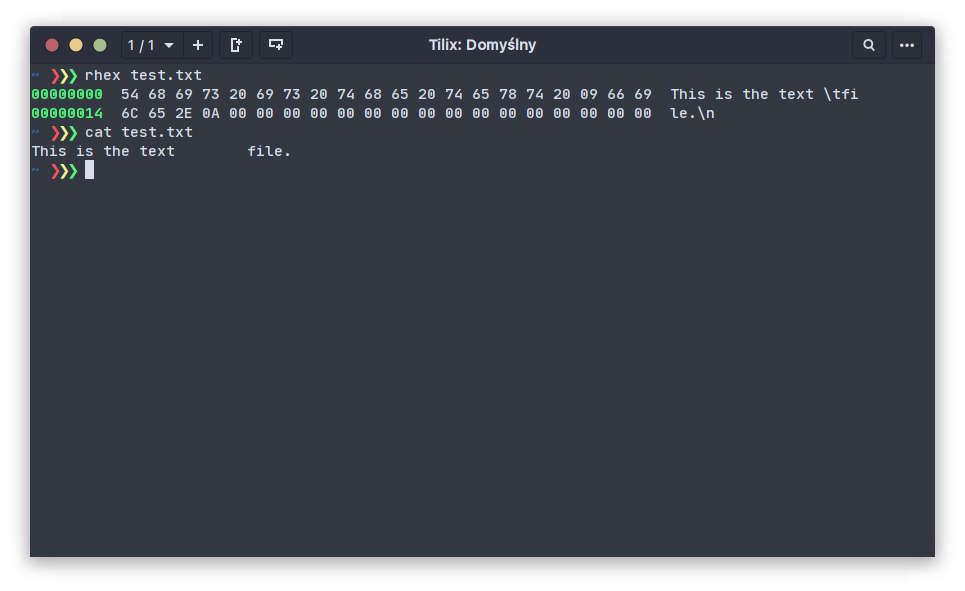 1 / 1
Tilix: Domyślny
~ ❯❯❯ rhex test.txt
00000000  54 68 69 73 20 69 73 20 74 68 65 20 74 65 78 74 20 09 66 69  This is the text \tfi
00000014  6C 65 2E 0A 00 00 00 00 00 00 00 00 00 00 00 00 00 00 00 00  le.\n
~ ❯❯❯ cat test.txt
This is the text        file.
~ ❯❯❯